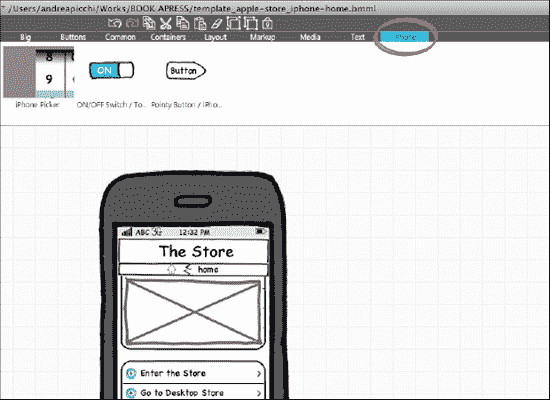 * /Users/andreapicchi/Works/BOOK APRESS/template_apple-store_iphone-home.bmml
Big Buttons Common Containers Layout Markup Media Text iPhone
8
9
ON
Button
iPhone Picker ON/OFF Switch / To... Pointy Button / iPho...
ABC 3G 12:32 PM
The Store
home
Enter the Store >
Go to Desktop Store >